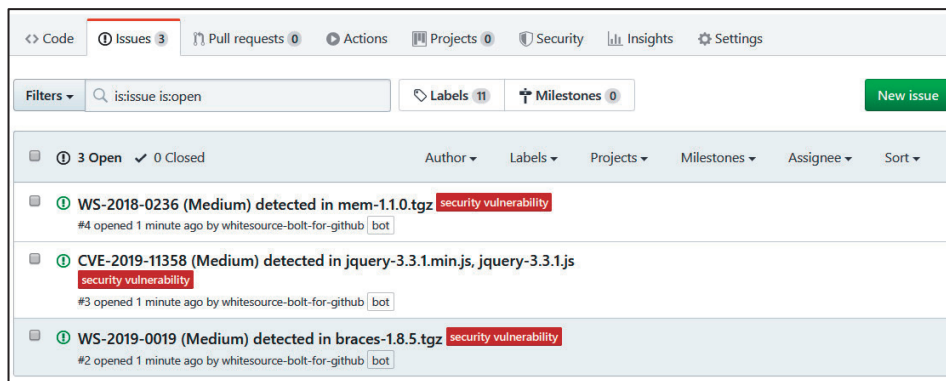 Code Issues 3 Pull requests 0 Actions Projects 0 Security Insights Settings
Filters is:issue is:open Labels 11 Milestones 0 New issue
3 Open 0 Closed Author Labels Projects Milestones Assignee Sort
WS-2018-0236 (Medium) detected in mem-1.1.0.tgz security vulnerability
#4 opened 1 minute ago by whitesource-bolt-for-github bot
CVE-2019-11358 (Medium) detected in jquery-3.3.1.min.js, jquery-3.3.1.js
security vulnerability
#3 opened 1 minute ago by whitesource-bolt-for-github bot
WS-2019-0019 (Medium) detected in braces-1.8.5.tgz security vulnerability
#2 opened 1 minute ago by whitesource-bolt-for-github bot